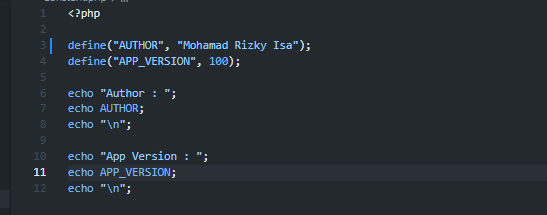 1 <?php
2
3 define("AUTHOR", "Mohamad Rizky Isa");
4 define("APP_VERSION", 100);
5
6 echo "Author : ";
7 echo AUTHOR;
8 echo "\n";
9
10 echo "App Version : ";
11 echo APP_VERSION;
12 echo "\n";